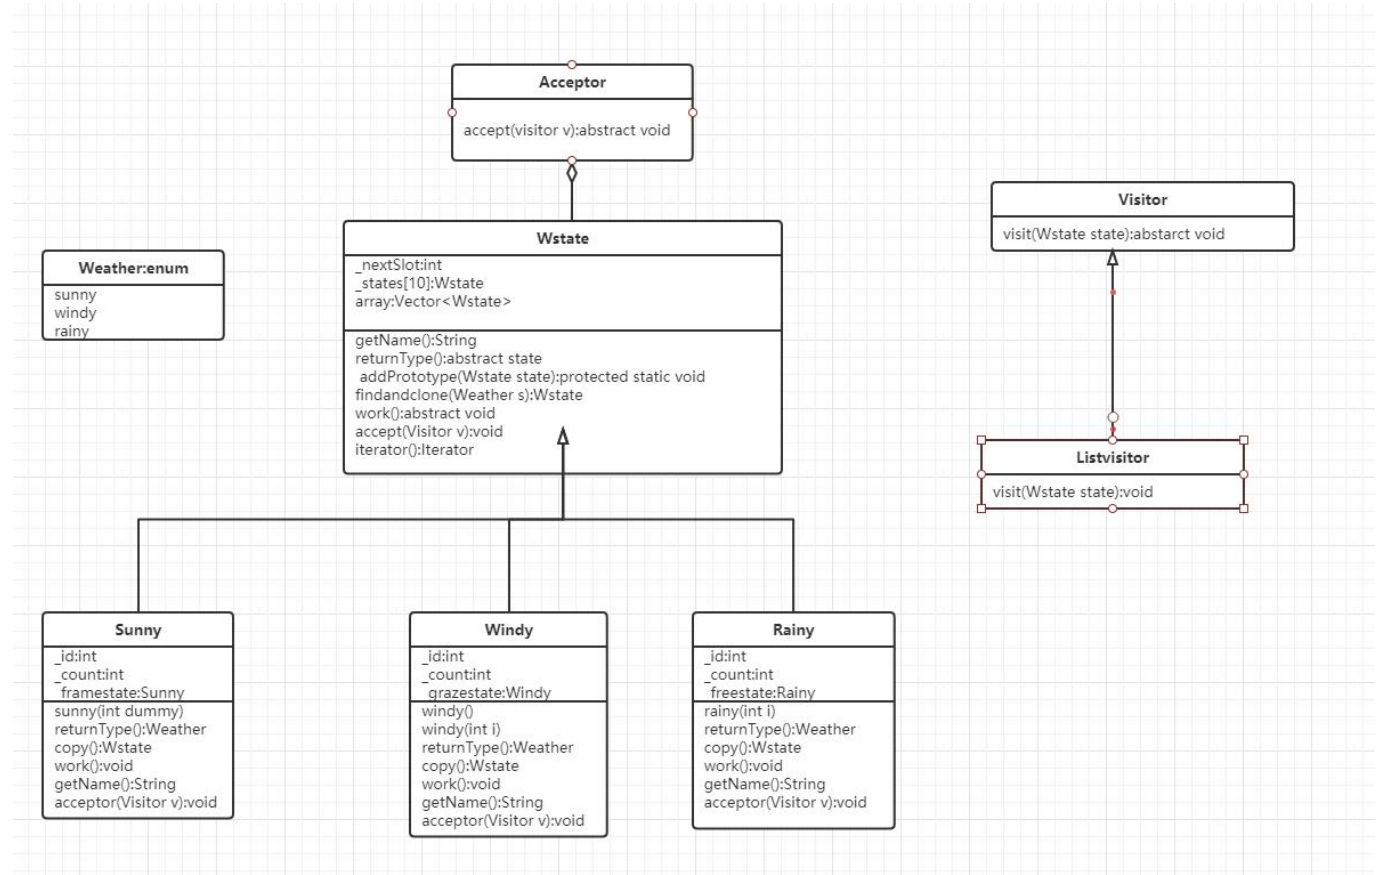 Acceptor
accept(visitor v):abstract void
Wstate
_nextSlot:int
_states[10]:Wstate
array:Vector<Wstate>
getName():String
returnType():abstract state
addPrototype(Wstate state):protected static void
findandclone(Weather s):Wstate
work():abstract void
accept(Visitor v):void
iterator():Iterator
Weather:enum
sunny
windy
rainy
Visitor
visit(Wstate state):abstarct void
Listvisitor
visit(Wstate state):void
Sunny
_id:int
_count:int
_framestate:Sunny
sunny(int dummy)
returnType():Weather
copy():Wstate
work():void
getName():String
acceptor(Visitor v):void
Windy
_id:int
_count:int
_grazestate:Windy
windy()
windy(int i)
returnType():Weather
copy():Wstate
work():void
getName():String
acceptor(Visitor v):void
Rainy
_id:int
_count:int
_freestate:Rainy
rainy(int i)
returnType():Weather
copy():Wstate
work():void
getName():String
acceptor(Visitor v):void